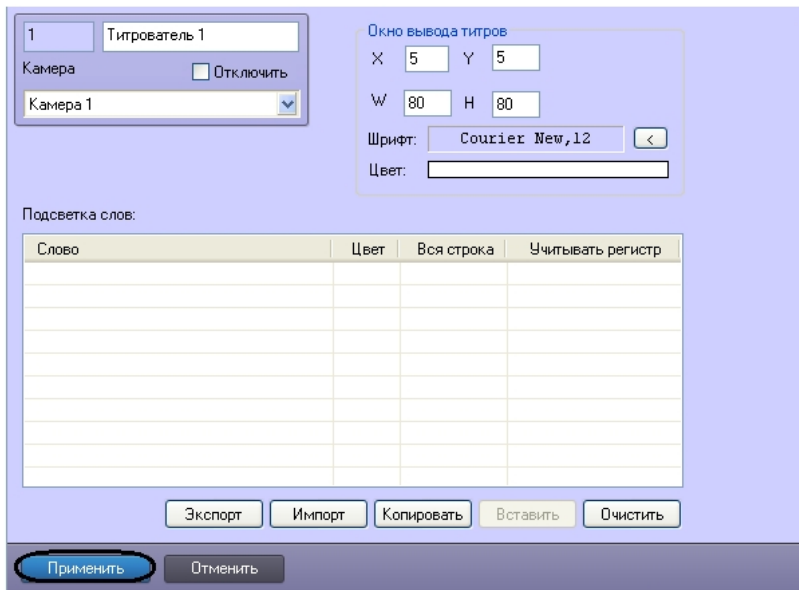 1 Титрователь 1
Камера Отключить
Камера 1
Окно вывода титров
X 5 Y 5
W 80 H 80
Шрифт: Courier New,12 <
Цвет:
Подсветка слов:
Слово Цвет Вся строка Учитывать регистр
Экспорт Импорт Копировать Вставить Очистить
Применить Отменить